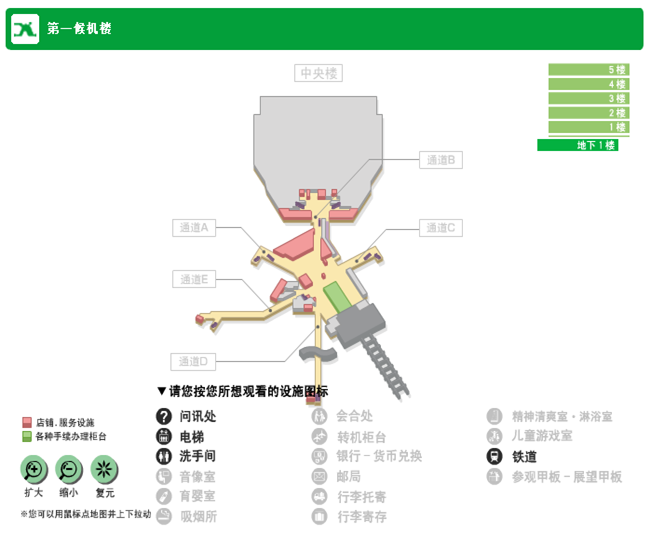 第一候机楼
中央楼
5 楼
4 楼
3 楼
2 楼
1 楼
地下 1 楼
通道B
通道A
通道C
通道E
通道D
▼请您按您所想观看的设施图标
店铺.服务设施
各种手续办理柜台
扩大
缩小
复元
※您可以用鼠标点地图并上下拉动
问讯处
电梯
洗手间
音像室
育婴室
吸烟所
会合处
转机柜台
银行－货币兑换
邮局
行李托寄
行李寄存
精神清爽室・淋浴室
儿童游戏室
铁道
参观甲板－展望甲板